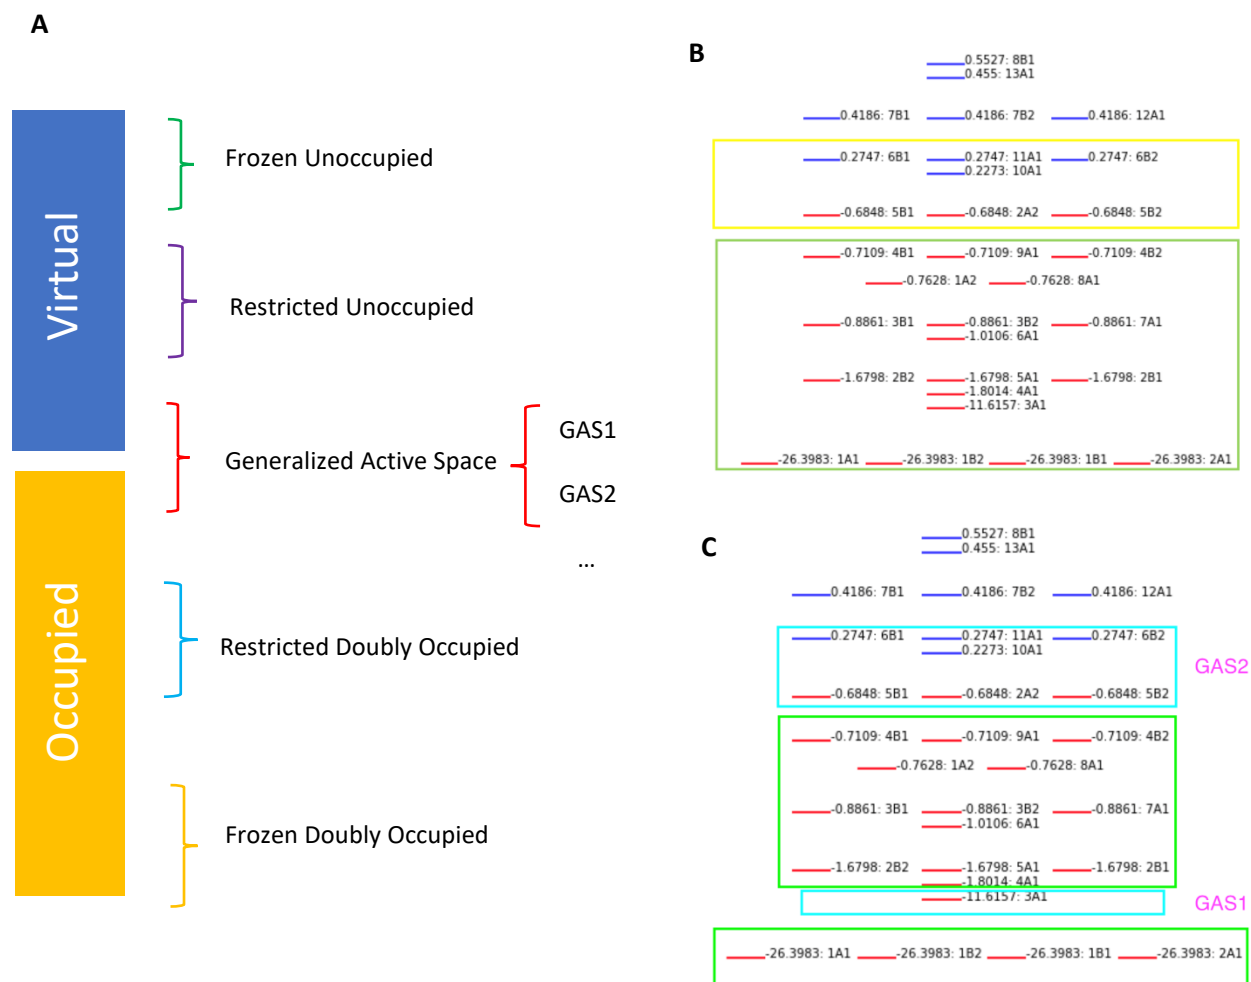 A
Virtual
Occupied
Frozen Unoccupied
Restricted Unoccupied
Generalized Active Space
GAS1
GAS2
...
Restricted Doubly Occupied
Frozen Doubly Occupied
B
0.5527: 8B1
0.455: 13A1
0.4186: 7B1 0.4186: 7B2 0.4186: 12A1
0.2747: 6B1 0.2747: 11A1 0.2747: 6B2
0.2273: 10A1
-0.6848: 5B1 -0.6848: 2A2 -0.6848: 5B2
-0.7109: 4B1 -0.7109: 9A1 -0.7109: 4B2
-0.7628: 1A2 -0.7628: 8A1
-0.8861: 3B1 -0.8861: 3B2 -0.8861: 7A1
-1.0106: 6A1
-1.6798: 2B2 -1.6798: 5A1 -1.6798: 2B1
-1.8014: 4A1
-11.6157: 3A1
-26.3983: 1A1 -26.3983: 1B2 -26.3983: 1B1 -26.3983: 2A1
C
0.5527: 8B1
0.455: 13A1
0.4186: 7B1 0.4186: 7B2 0.4186: 12A1
0.2747: 6B1 0.2747: 11A1 0.2747: 6B2
0.2273: 10A1
GAS2
-0.6848: 5B1 -0.6848: 2A2 -0.6848: 5B2
-0.7109: 4B1 -0.7109: 9A1 -0.7109: 4B2
-0.7628: 1A2 -0.7628: 8A1
-0.8861: 3B1 -0.8861: 3B2 -0.8861: 7A1
-1.0106: 6A1
-1.6798: 2B2 -1.6798: 5A1 -1.6798: 2B1
-1.8014: 4A1
-11.6157: 3A1
GAS1
-26.3983: 1A1 -26.3983: 1B2 -26.3983: 1B1 -26.3983: 2A1